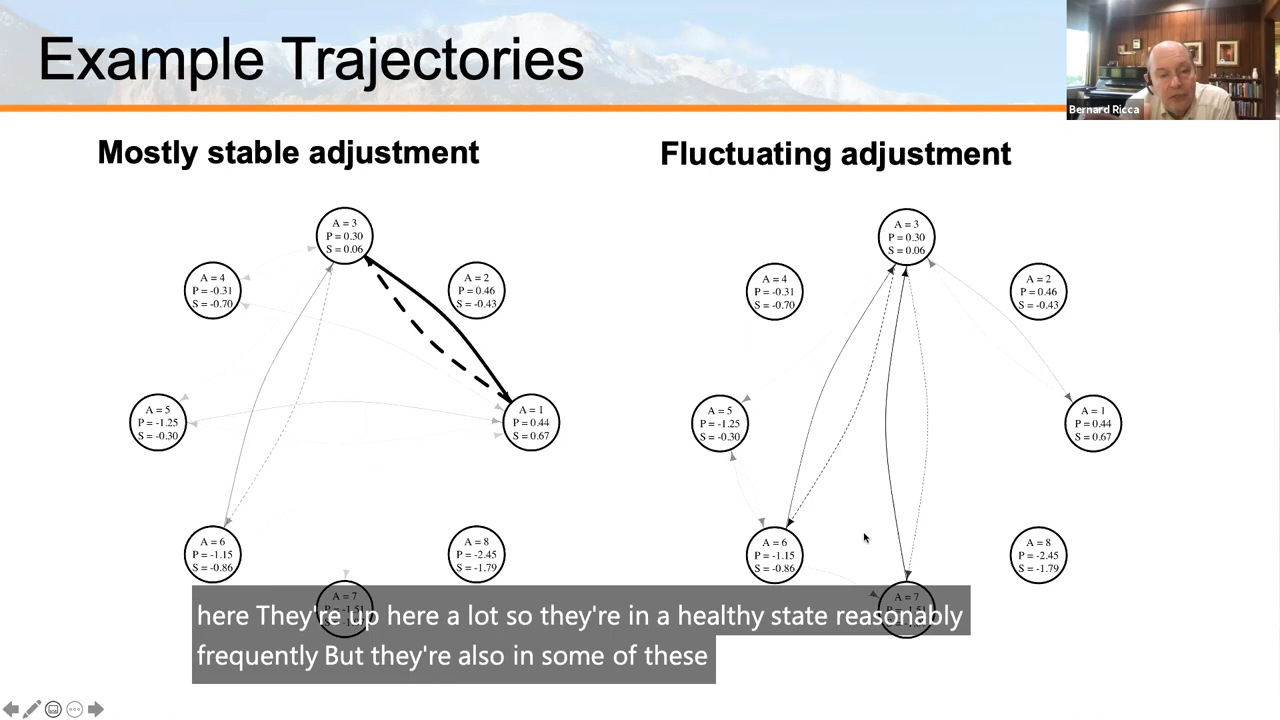 Example Trajectories
Bernard Ricca
Mostly stable adjustment
A = 3
P = 0.30
S = 0.06
A = 4
P = -0.31
S = -0.70
A = 2
P = 0.46
S = -0.43
A = 5
P = -1.25
S = -0.30
A = 1
P = 0.44
S = 0.67
A = 6
P = -1.15
S = -0.86
A = 8
P = -2.45
S = -1.79
A = 7
Fluctuating adjustment
A = 3
P = 0.30
S = 0.06
A = 4
P = -0.31
S = -0.70
A = 2
P = 0.46
S = -0.43
A = 5
P = -1.25
S = -0.30
A = 1
P = 0.44
S = 0.67
A = 6
P = -1.15
S = -0.86
A = 8
P = -2.45
S = -1.79
A = 7
here They're up here a lot so they're in a healthy state reasonably
frequently But they're also in some of these